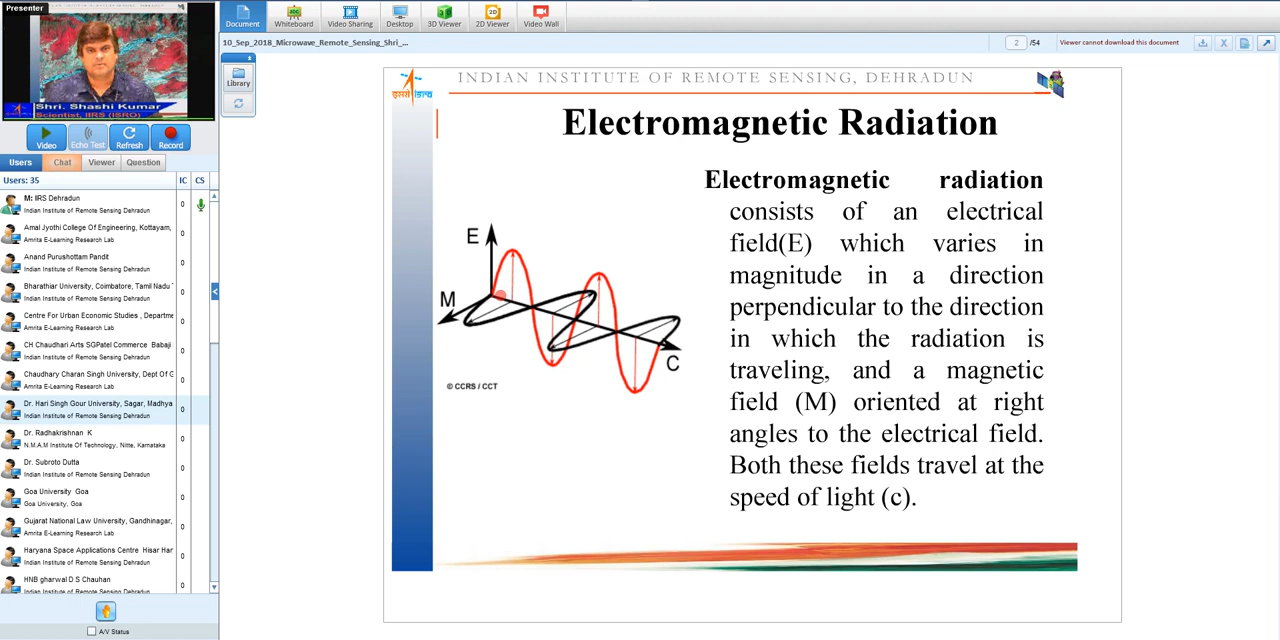 Presenter
Shri. Shashi Kumar
Scientist, IIRS (ISRO)
Video
Echo Test
Refresh
Record
Users
Chat
Viewer
Question
Users: 35
IC
CS
M: IIRS Dehradun
Indian Institute of Remote Sensing Dehradun
0
Amal Jyothi College Of Engineering, Kottayam,
Amrita E-Learning Research Lab
0
Anand Purushottam Pandit
Indian Institute of Remote Sensing Dehradun
0
Bharathiar University, Coimbatore, Tamil Nadu
Indian Institute of Remote Sensing Dehradun
0
Centre For Urban Economic Studies , Departme
Amrita E-Learning Research Lab
0
CH Chaudhari Arts SGPatel Commerce Babaji
Indian Institute of Remote Sensing Dehradun
0
Chaudhary Charan Singh University, Dept Of G
Amrita E-Learning Research Lab
0
Dr. Hari Singh Gour University, Sagar, Madhya
Indian Institute of Remote Sensing Dehradun
0
Dr. Radhakrishnan K
N.M.A.M Institute Of Technology, Nitte, Karnataka
0
Dr. Subroto Dutta
Indian Institute of Remote Sensing Dehradun
0
Goa University Goa
Goa University, Goa
0
Gujarat National Law University, Gandhinagar,
Amrita E-Learning Research Lab
0
Haryana Space Applications Centre Hisar Har
Indian Institute of Remote Sensing Dehradun
0
HNB gharwal D S Chauhan
Indian Institute of Remote Sensing Dehradun
0
A/V Status
Document
Whiteboard
Video Sharing
Desktop
3D Viewer
2D Viewer
Video Wall
10_Sep_2018_Microwave_Remote_Sensing_Shri_...
2 /54
Viewer cannot download this document
Library
INDIAN INSTITUTE OF REMOTE SENSING, DEHRADUN
इसरो isro
Electromagnetic Radiation
E
M
C
© CCRS / CCT
Electromagnetic radiation
consists of an electrical
field(E) which varies in
magnitude in a direction
perpendicular to the direction
in which the radiation is
traveling, and a magnetic
field (M) oriented at right
angles to the electrical field.
Both these fields travel at the
speed of light (c).